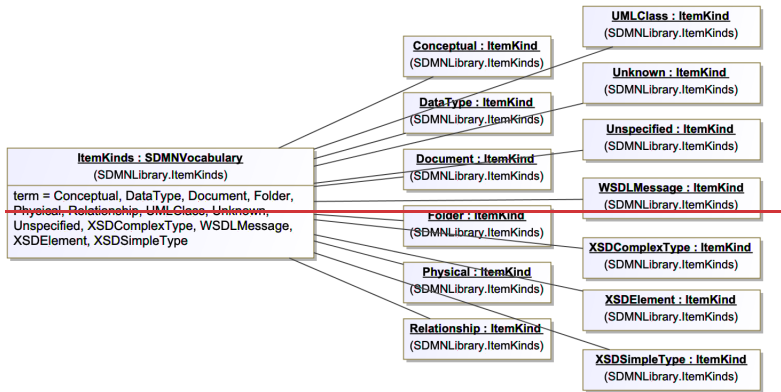 ItemKinds : SDMNVocabulary
(SDMNLibrary.ItemKinds)
term = Conceptual, DataType, Document, Folder,
Physical, Relationship, UMLClass, Unknown,
Unspecified, XSDComplexType, WSDLMessage,
XSDElement, XSDSimpleType
Conceptual : ItemKind
(SDMNLibrary.ItemKinds)
DataType : ItemKind
(SDMNLibrary.ItemKinds)
Document : ItemKind
(SDMNLibrary.ItemKinds)
Folder : ItemKind
(SDMNLibrary.ItemKinds)
Physical : ItemKind
(SDMNLibrary.ItemKinds)
Relationship : ItemKind
(SDMNLibrary.ItemKinds)
UMLClass : ItemKind
(SDMNLibrary.ItemKinds)
Unknown : ItemKind
(SDMNLibrary.ItemKinds)
Unspecified : ItemKind
(SDMNLibrary.ItemKinds)
WSDLMessage : ItemKind
(SDMNLibrary.ItemKinds)
XSDComplexType : ItemKind
(SDMNLibrary.ItemKinds)
XSDElement : ItemKind
(SDMNLibrary.ItemKinds)
XSDSimpleType : ItemKind
(SDMNLibrary.ItemKinds)